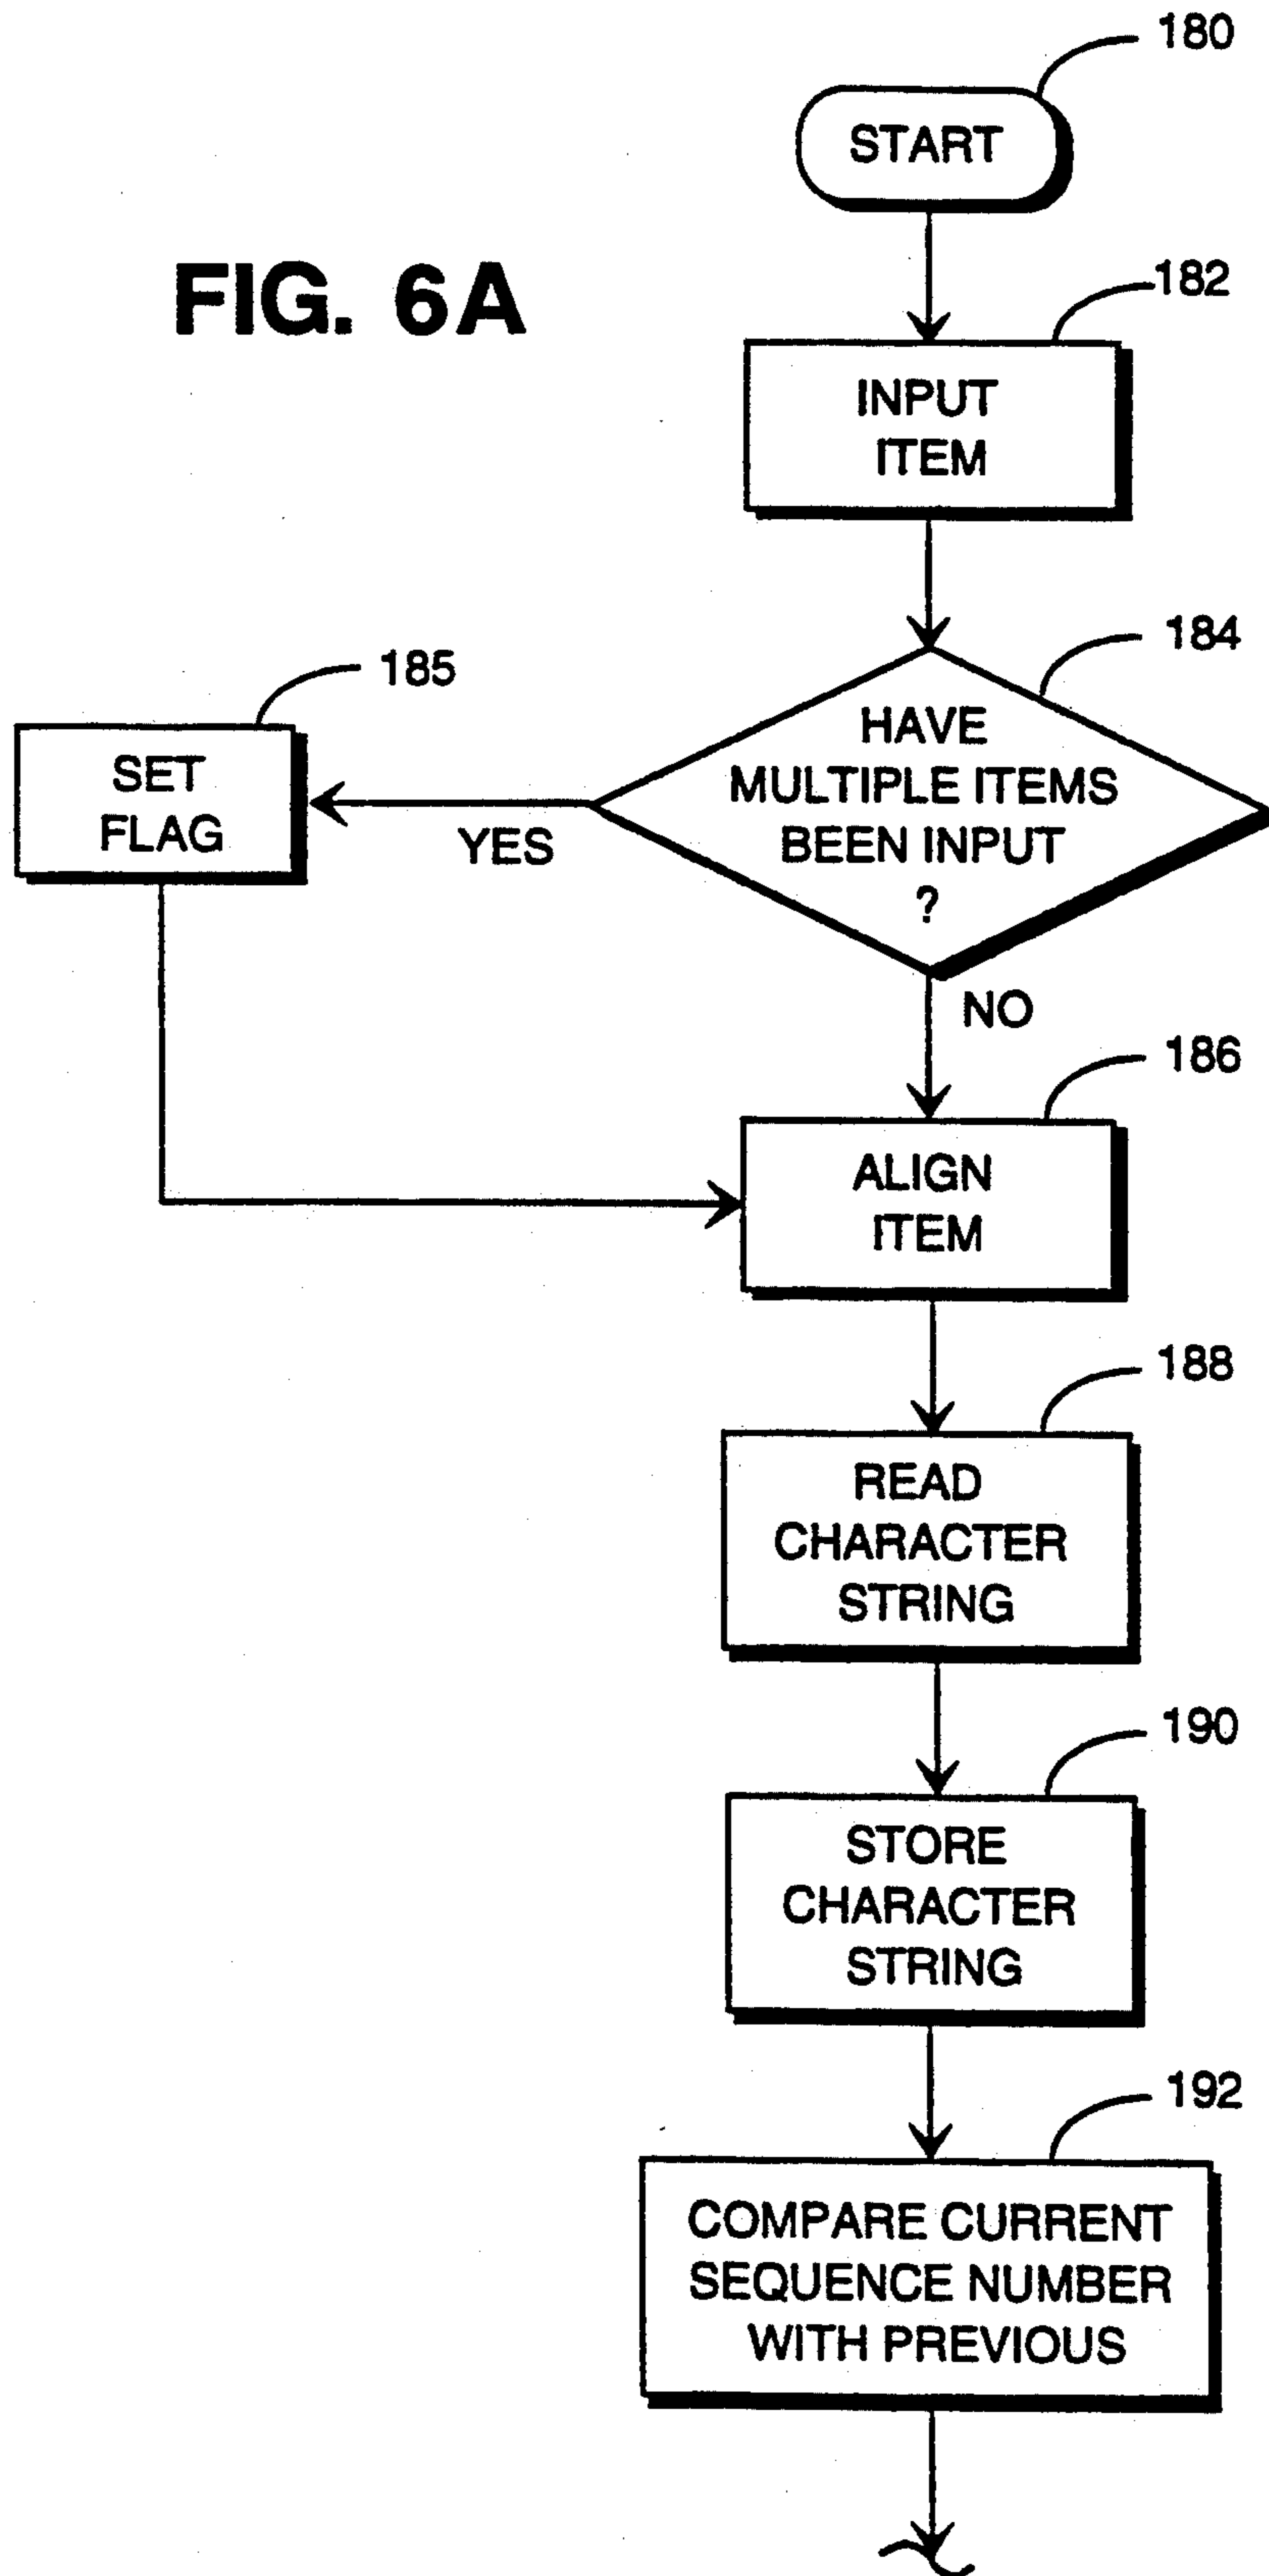 180
START
FIG. 6A
182
INPUT
ITEM
184
HAVE
MULTIPLE ITEMS
BEEN INPUT
?
185
SET
FLAG
YES
NO
186
ALIGN
ITEM
188
READ
CHARACTER
STRING
190
STORE
CHARACTER
STRING
192
COMPARE CURRENT
SEQUENCE NUMBER
WITH PREVIOUS